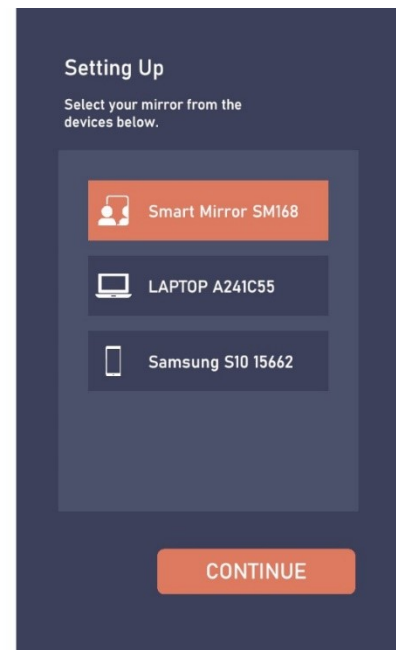 Setting Up
Select your mirror from the
devices below.
Smart Mirror SM168
LAPTOP A241C55
Samsung S10 15662
CONTINUE